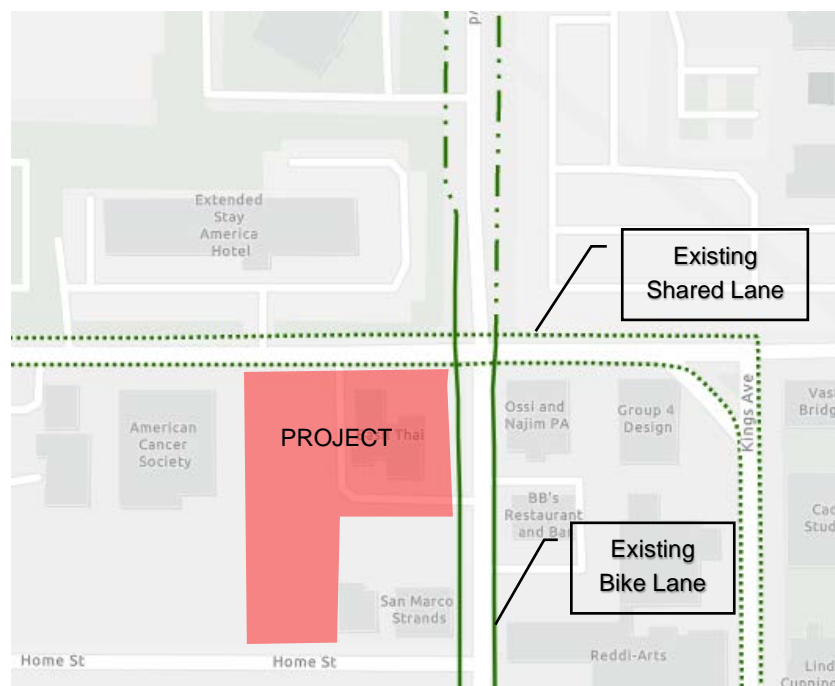 Extended
Stay
America
Hotel
Existing
Shared Lane
American
Cancer
Society
PROJECT
Thai
Ossi and
Najim PA
Group 4
Design
Kings Ave
BB's
Restaurant
and Bar
Existing
Bike Lane
San Marco
Strands
Home St
Home St
Reddi-Arts